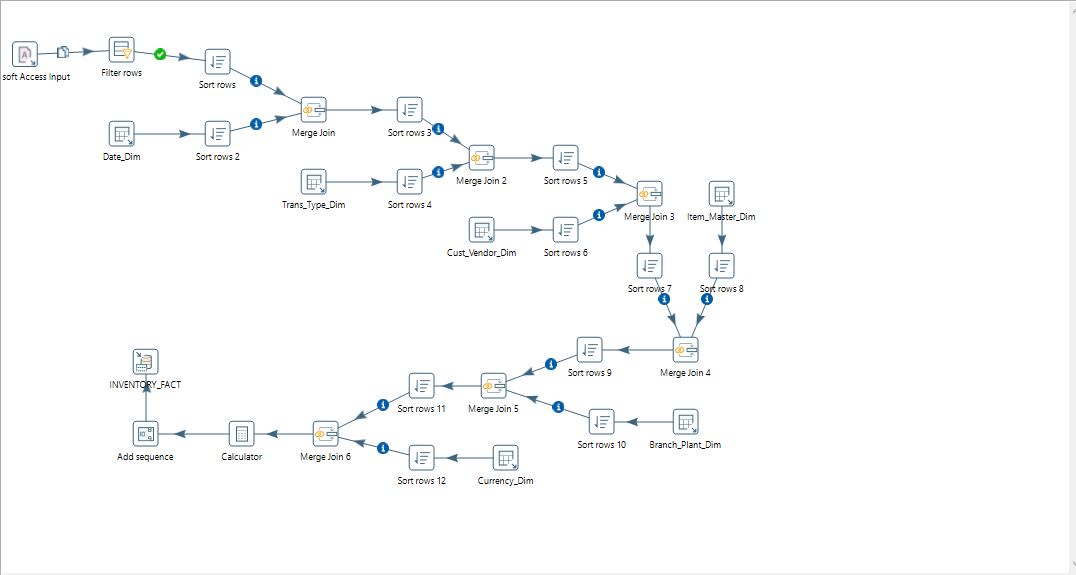 soft Access Input
Filter rows
Sort rows
Date_Dim
Sort rows 2
Merge Join
Sort rows 3
Trans_Type_Dim
Sort rows 4
Merge Join 2
Sort rows 5
Cust_Vendor_Dim
Sort rows 6
Merge Join 3
Item_Master_Dim
Sort rows 7
Sort rows 8
Merge Join 4
Sort rows 9
Merge Join 5
Sort rows 10
Branch_Plant_Dim
Sort rows 11
INVENTORY_FACT
Add sequence
Calculator
Merge Join 6
Sort rows 12
Currency_Dim